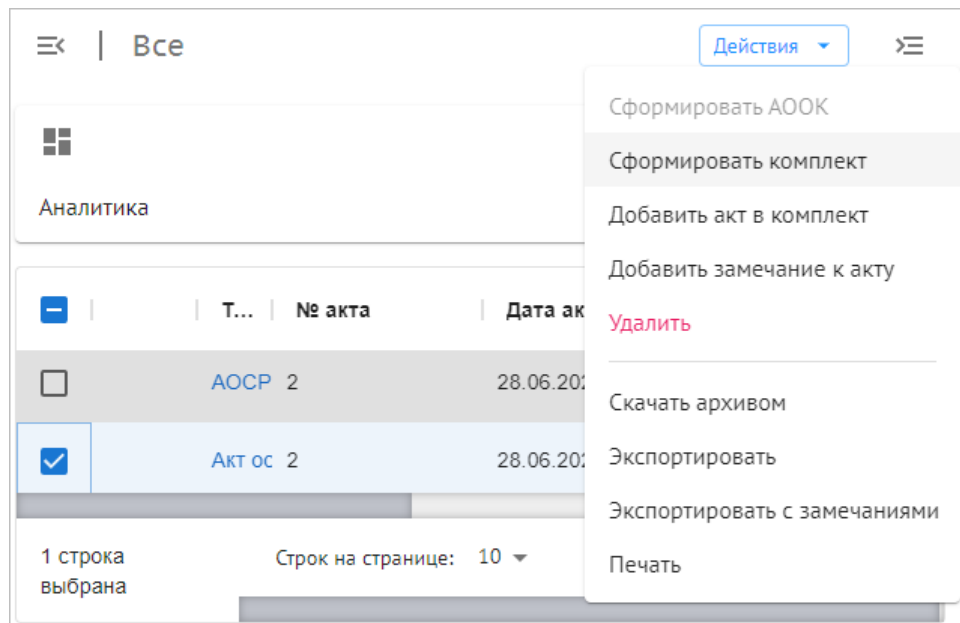 Все
Действия
Сформировать АООК
Сформировать комплект
Добавить акт в комплект
Добавить замечание к акту
Удалить
Скачать архивом
Экспортировать
Экспортировать с замечаниями
Печать
Аналитика
Т... № акта Дата ак
АОСР 2 28.06.202
Акт ос 2 28.06.202
1 строка
выбрана
Строк на странице: 10